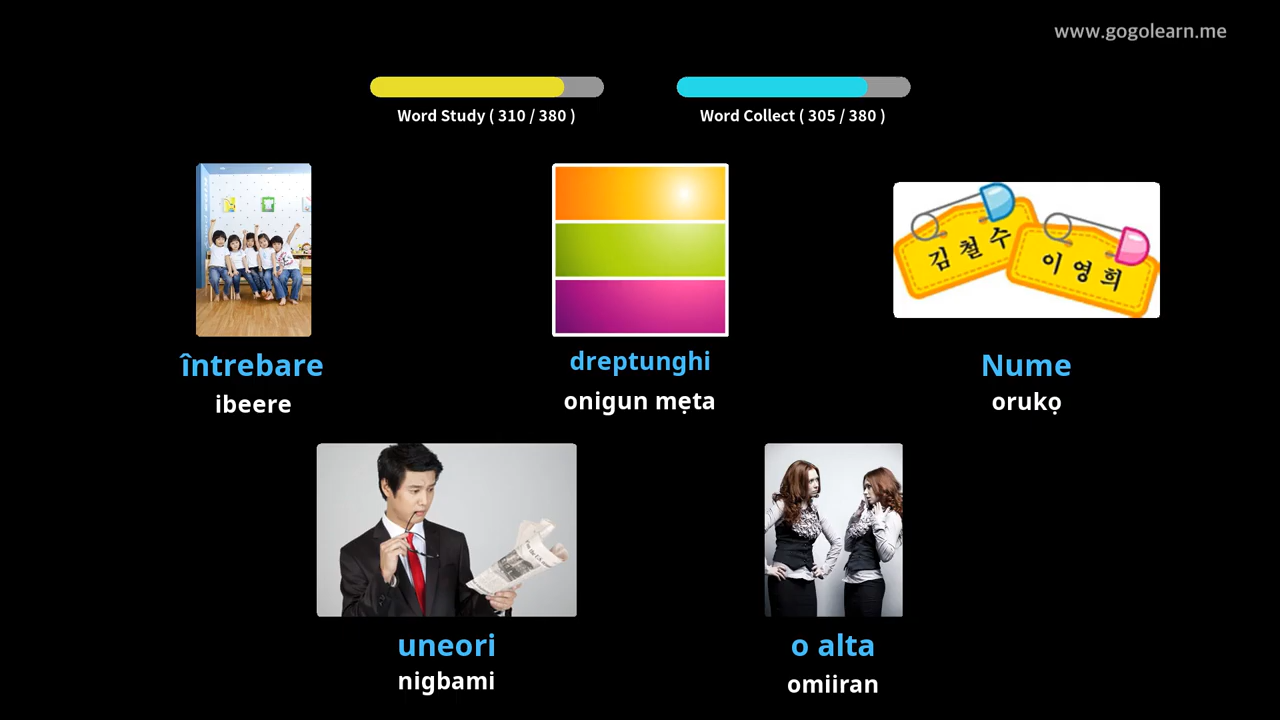 www.gogolearn.me
Word Study ( 310 / 380 )
Word Collect ( 305 / 380 )
김철수
이영희
întrebare
dreptunghi
Nume
ibeere
onigun mẹta
orukọ
uneori
o alta
nigbami
omiiran